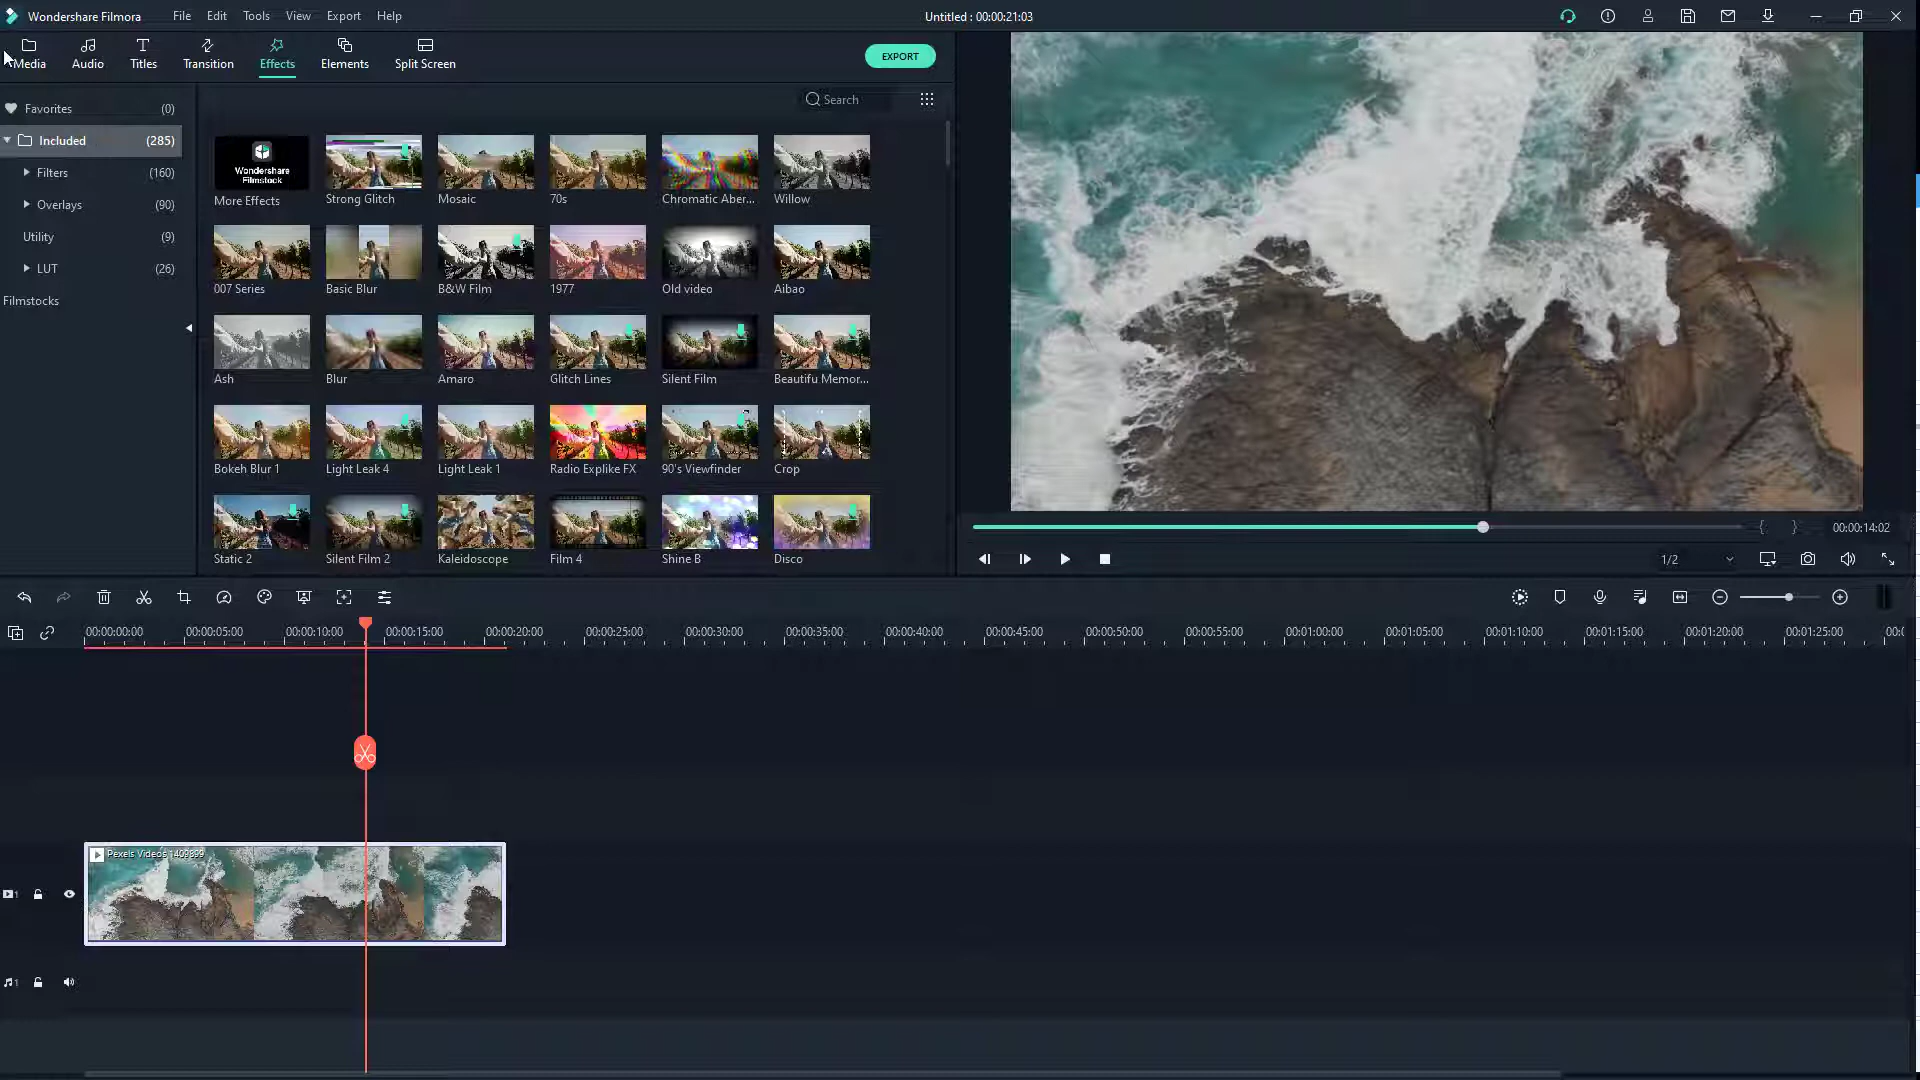 Wondershare Filmora File Edit Tools View Export Help Untitled : 00:00:21:03
Media Audio Titles Transition Effects Elements Split Screen EXPORT
Favorites (0) Search
Included (285)
Filters (160)
Overlays (90)
Utility (9)
LUT (26)
Filmstocks
Wondershare
Filmstock
More Effects Strong Glitch Mosaic 70s Chromatic Aber... Willow
007 Series Basic Blur B&W Film 1977 Old video Aibao
Ash Blur Amaro Glitch Lines Silent Film Beautifu Memor...
Bokeh Blur 1 Light Leak 4 Light Leak 1 Radio Explike FX 90's Viewfinder Crop
Static 2 Silent Film 2 Kaleidoscope Film 4 Shine B Disco
{ } 00:00:14:02
1/2
00:00:00:00 00:00:05:00 00:00:10:00 00:00:15:00 00:00:20:00 00:00:25:00 00:00:30:00 00:00:35:00 00:00:40:00 00:00:45:00 00:00:50:00 00:00:55:00 00:01:00:00 00:01:05:00 00:01:10:00 00:01:15:00 00:01:20:00 00:01:25:00 00:0
Pexels Videos 1409899
1
1